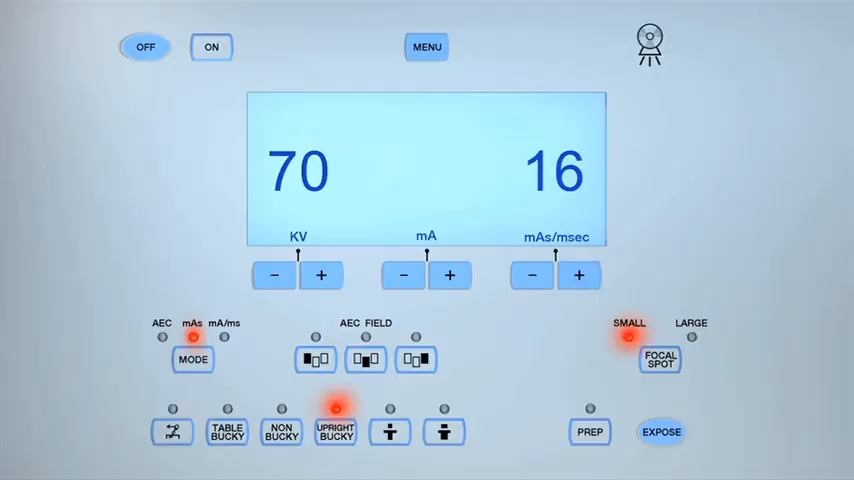 OFF
ON
MENU
70
16
KV
mA
mAs/msec
- +
- +
- +
AEC mAs mA/ms
AEC FIELD
SMALL
LARGE
MODE
FOCAL
SPOT
TABLE
BUCKY
NON
BUCKY
UPRIGHT
BUCKY
PREP
EXPOSE